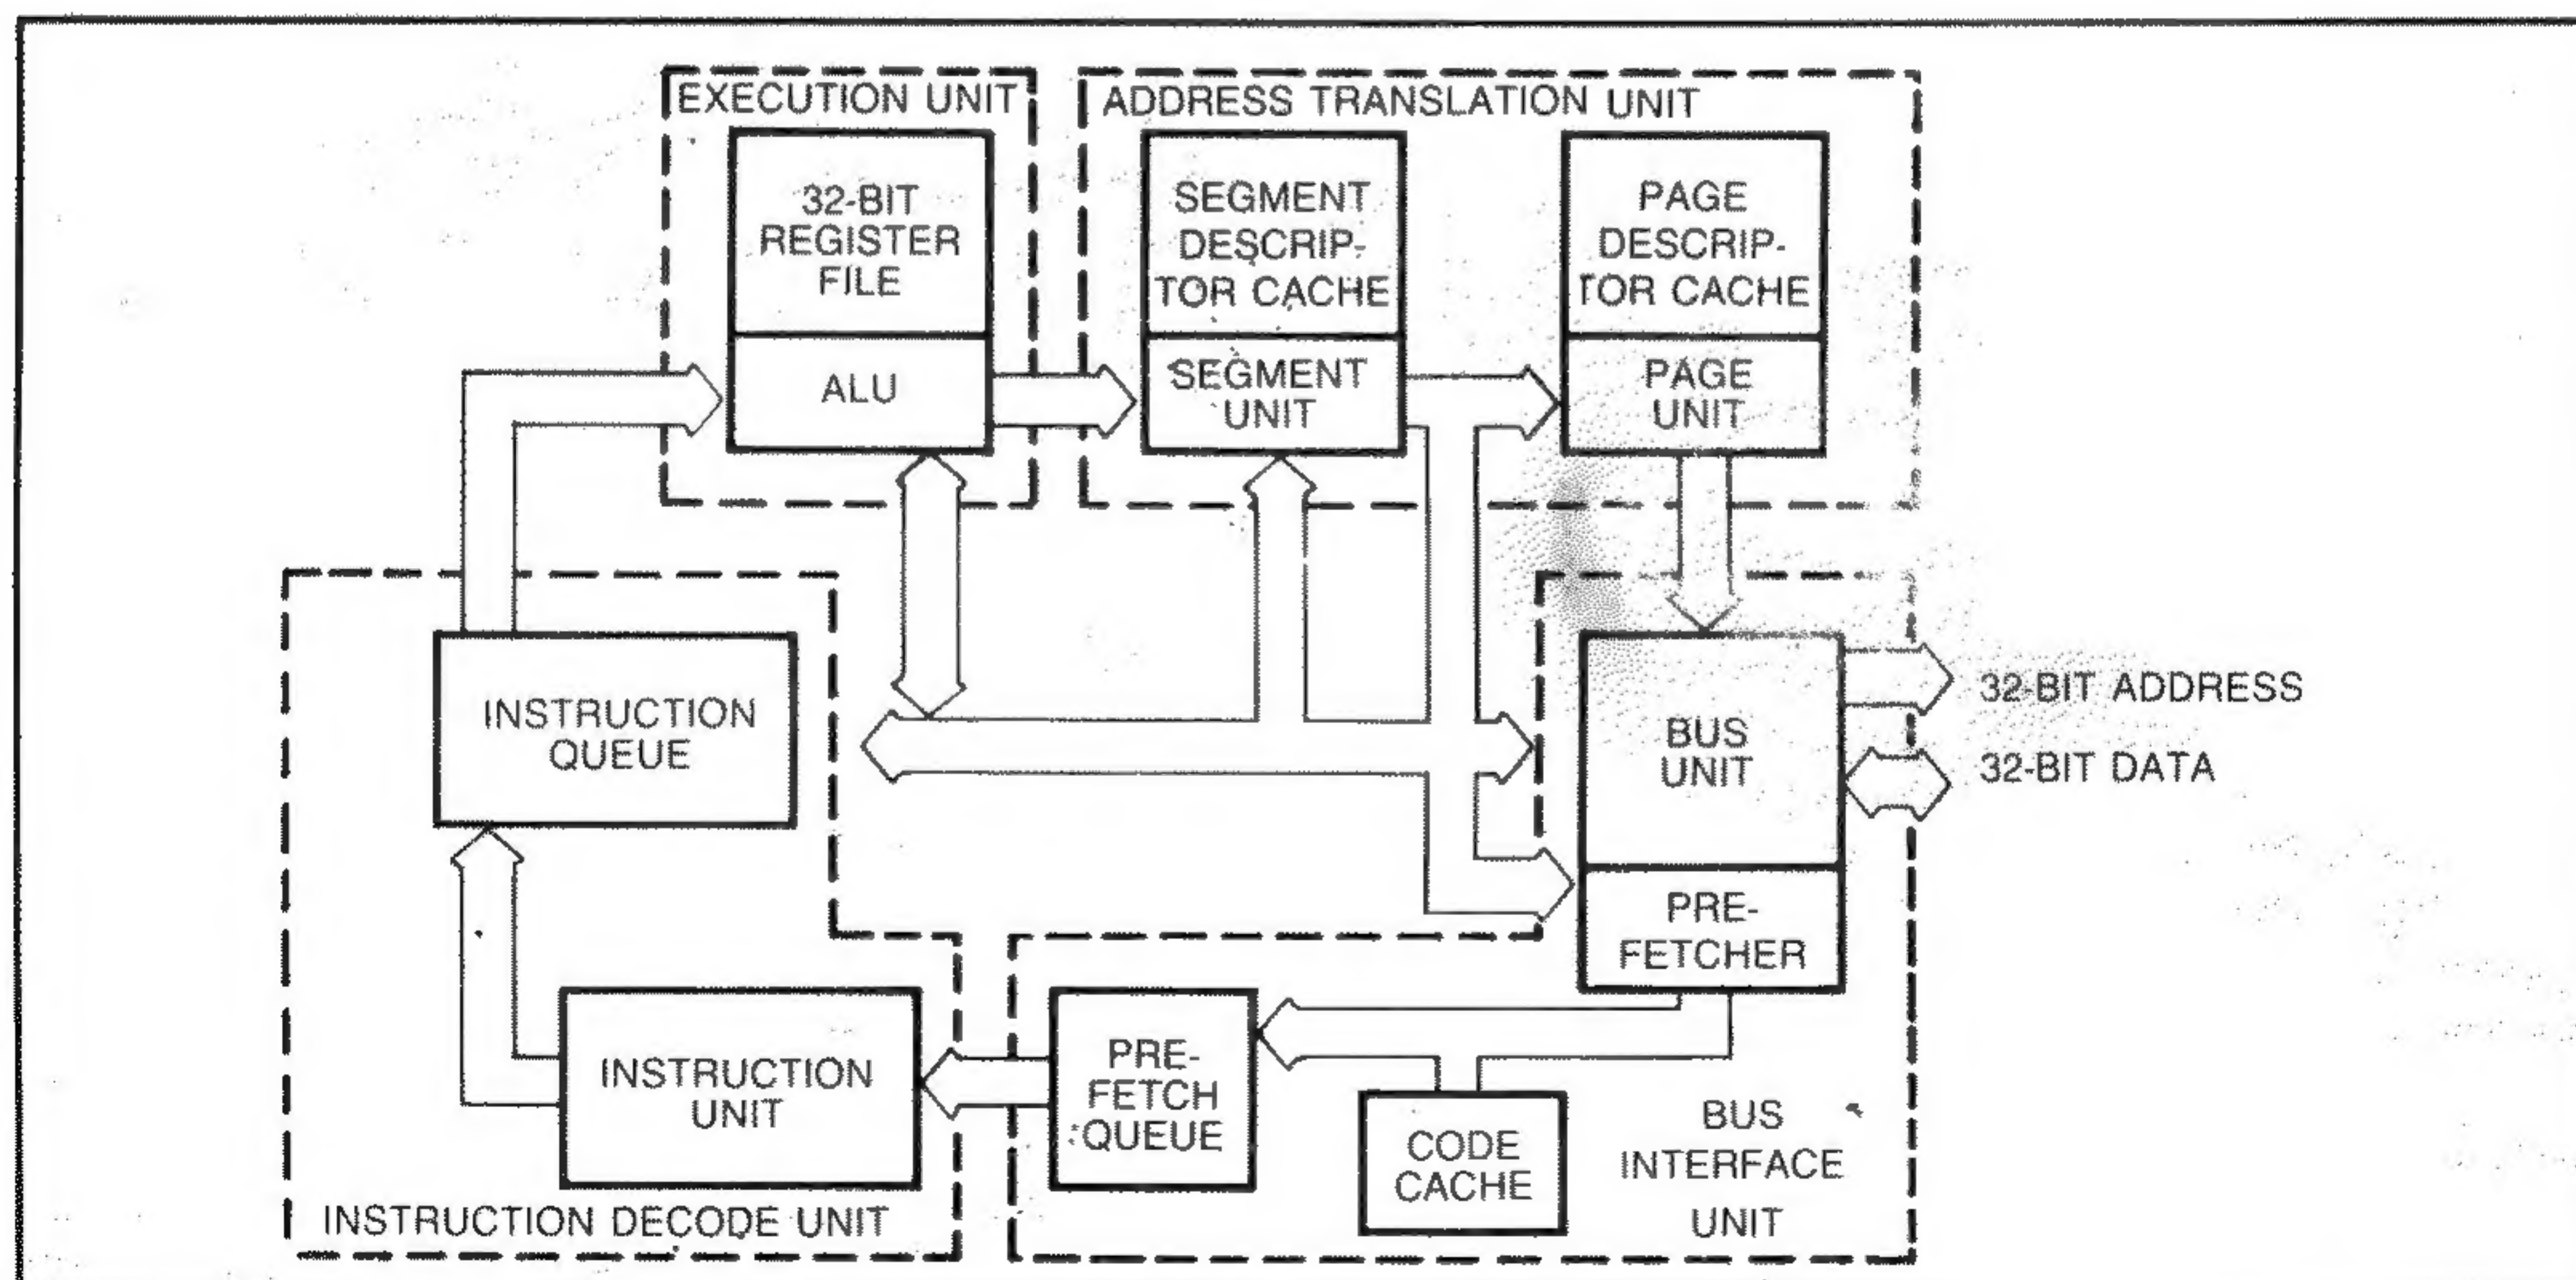 EXECUTION UNIT
ADDRESS TRANSLATION UNIT
32-BIT
REGISTER
FILE
ALU
SEGMENT
DESCRIP-
TOR CACHE
SEGMENT
UNIT
PAGE
DESCRIP-
TOR CACHE
PAGE
UNIT
INSTRUCTION
QUEUE
BUS
UNIT
32-BIT ADDRESS
32-BIT DATA
PRE-
FETCHER
INSTRUCTION
UNIT
PRE-
FETCH
QUEUE
CODE
CACHE
BUS
INTERFACE
UNIT
INSTRUCTION DECODE UNIT